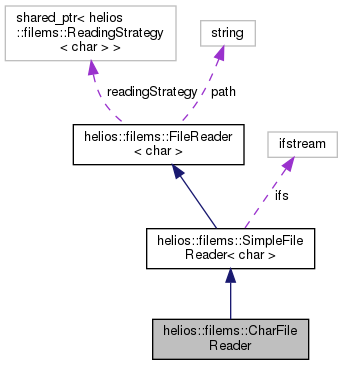 shared_ptr< helios
::filems::ReadingStrategy
< char > >
string
readingStrategy
path
helios::filems::FileReader
< char >
ifstream
ifs
helios::filems::SimpleFile
Reader< char >
helios::filems::CharFile
Reader